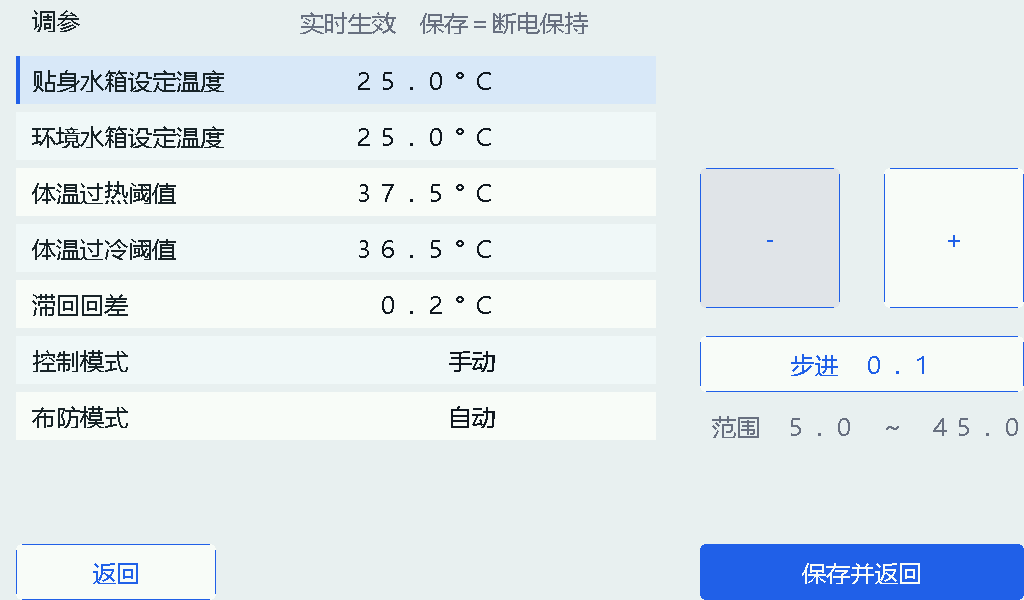 调参 实时生效 保存=断电保持
贴身水箱设定温度 25.0°C
环境水箱设定温度 25.0°C
体温过热阈值 37.5°C
体温过冷阈值 36.5°C
滞回回差 0.2°C
控制模式 手动
布防模式 自动
- +
步进 0.1
范围 5.0 ~ 45.0
返回 保存并返回